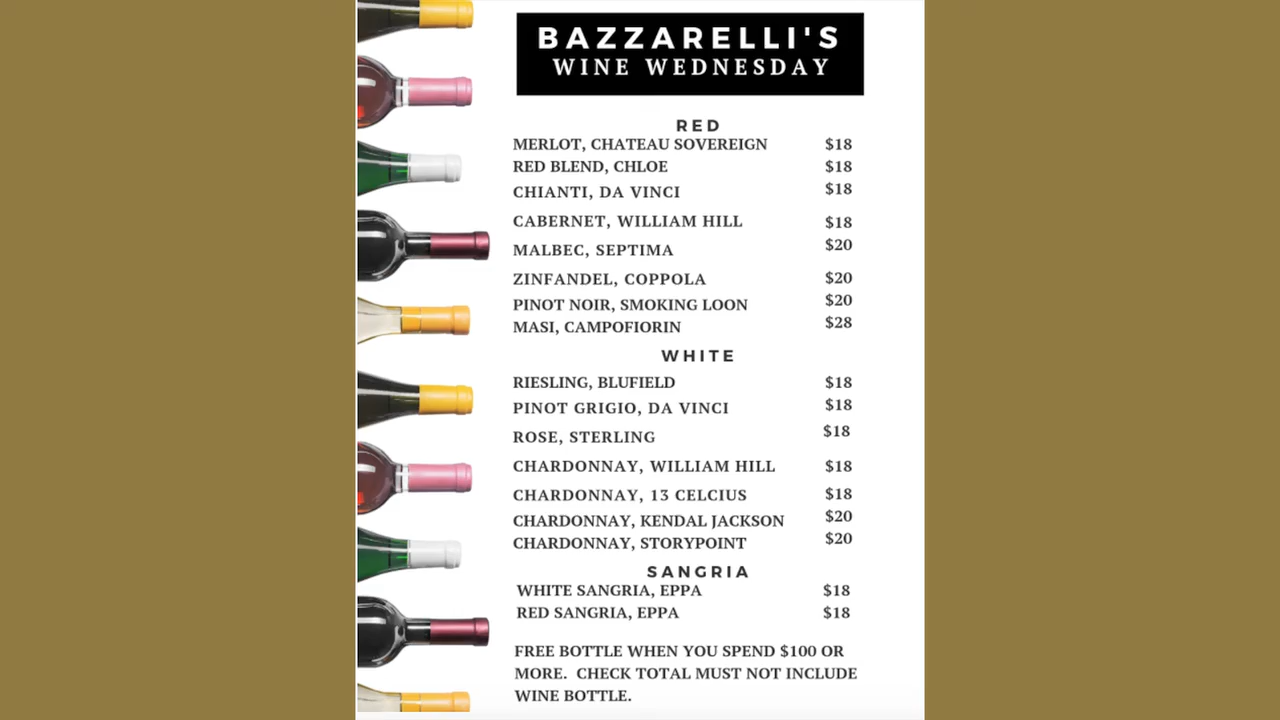 BAZZARELLI'S
WINE WEDNESDAY
RED
MERLOT, CHATEAU SOVEREIGN $18
RED BLEND, CHLOE $18
CHIANTI, DA VINCI $18
CABERNET, WILLIAM HILL $18
MALBEC, SEPTIMA $20
ZINFANDEL, COPPOLA $20
PINOT NOIR, SMOKING LOON $20
MASI, CAMPOFIORIN $28
WHITE
RIESLING, BLUFIELD $18
PINOT GRIGIO, DA VINCI $18
ROSE, STERLING $18
CHARDONNAY, WILLIAM HILL $18
CHARDONNAY, 13 CELCIUS $18
CHARDONNAY, KENDAL JACKSON $20
CHARDONNAY, STORYPOINT $20
SANGRIA
WHITE SANGRIA, EPPA $18
RED SANGRIA, EPPA $18
FREE BOTTLE WHEN YOU SPEND $100 OR
MORE. CHECK TOTAL MUST NOT INCLUDE
WINE BOTTLE.